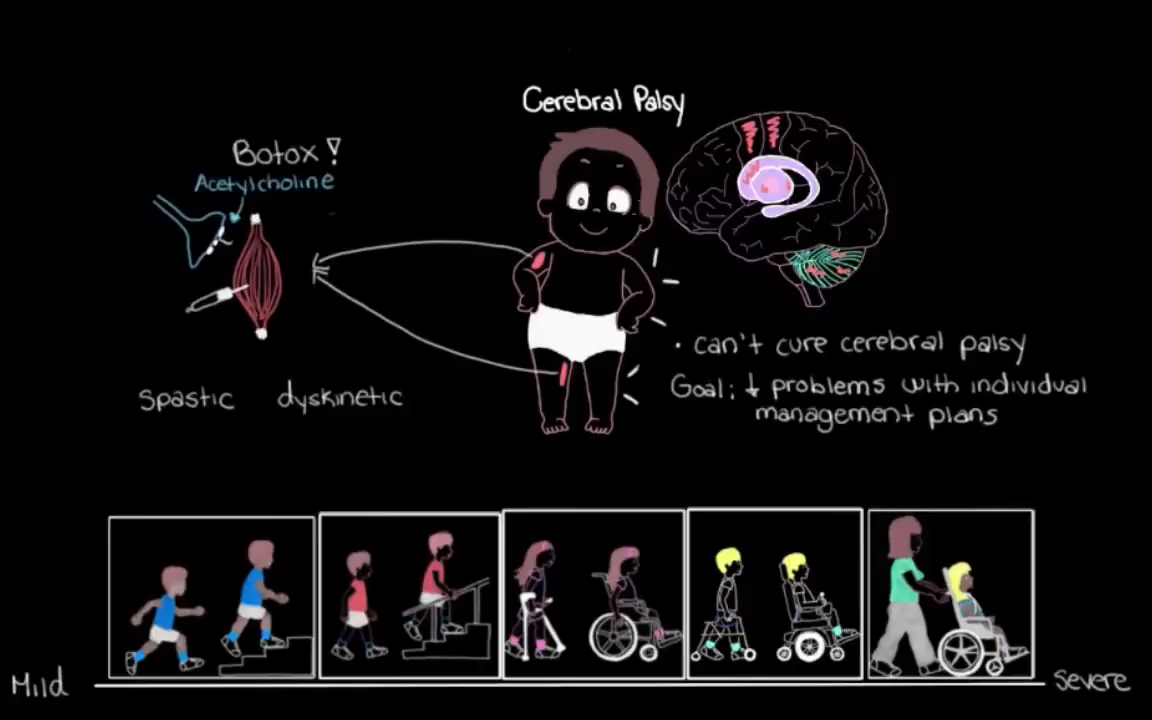 Cerebral Palsy
Botox!
Acetylcholine
• can't cure cerebral palsy
Goal: ↓ problems with individual
management plans
spastic dyskinetic
Mild
severe